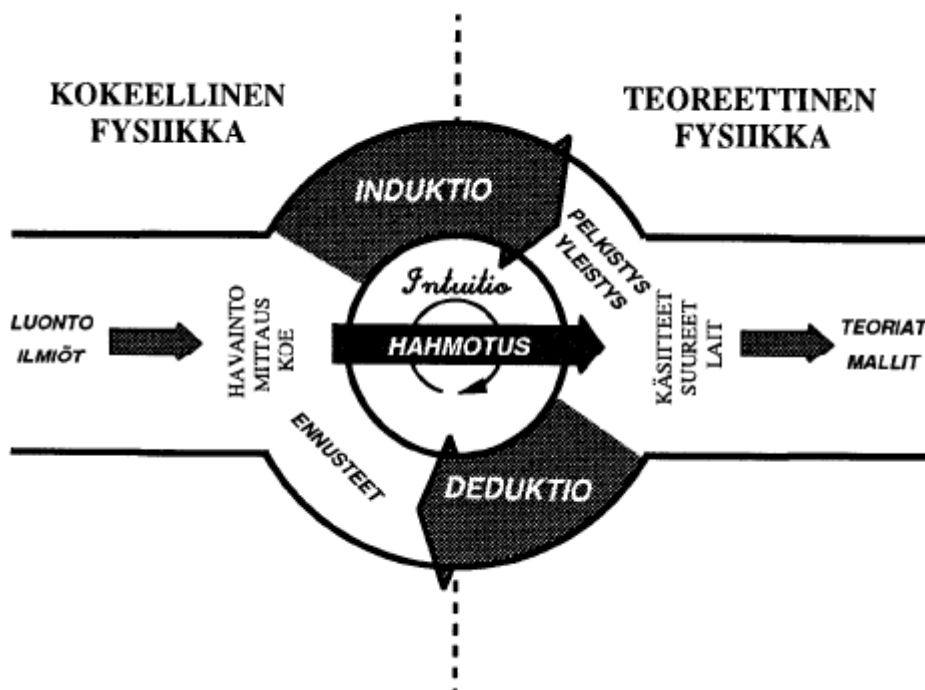 KOKEELLINEN
FYSIIKKA
TEOREETTINEN
FYSIIKKA
INDUKTIO
PELKISTYS
YLEISTYS
Intuitio
LUONTO
ILMIÖT
HAVAINTO
MITTAUS
KOE
HAHMOTUS
KÄSITTEET
SUUREET
LAIT
TEORIAT
MALLIT
ENNUSTEET
DEDUKTIO